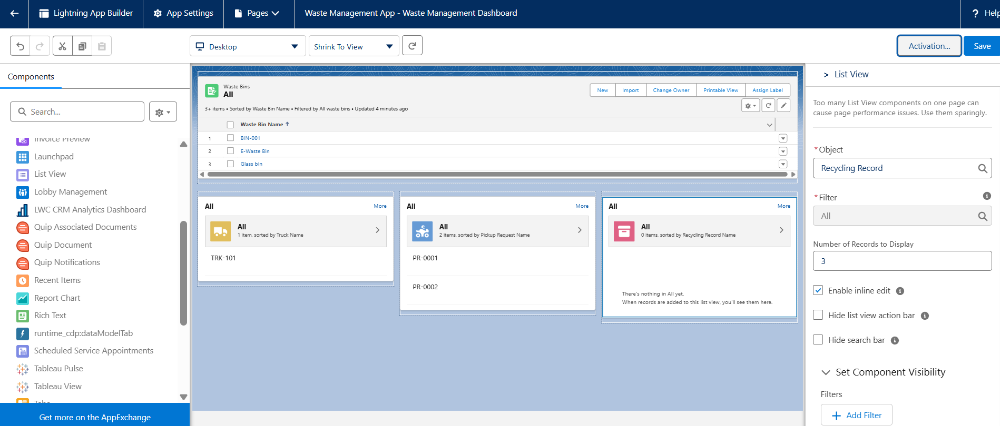 Lightning App Builder
App Settings
Pages
Waste Management App - Waste Management Dashboard
? Help
Desktop
Shrink To View
Activation...
Save
Components
Search...
Invoice Preview
Launchpad
List View
Lobby Management
LWC CRM Analytics Dashboard
Quip Associated Documents
Quip Document
Quip Notifications
Recent Items
Report Chart
Rich Text
runtime_cdp:dataModelTab
Scheduled Service Appointments
Tableau Pulse
Tableau View
Tabs
Get more on the AppExchange
Waste Bins
All
New
Import
Change Owner
Printable View
Assign Label
3+ items • Sorted by Waste Bin Name • Filtered by All waste bins • Updated 4 minutes ago
Waste Bin Name ↑
1 BIN-001
2 E-Waste Bin
3 Glass bin
All More
All
1 item, sorted by Truck Name
TRK-101
All More
All
2 items, sorted by Pickup Request Name
PR-0001
PR-0002
All More
All
0 items, sorted by Recycling Record Name
There's nothing in All yet.
When records are added to this list view, you'll see them here.
> List View
Too many List View components on one page can
cause page performance issues. Use them sparingly.
*Object
Recycling Record
*Filter
All
Number of Records to Display
3
Enable inline edit
Hide list view action bar
Hide search bar
Set Component Visibility
Filters
+ Add Filter